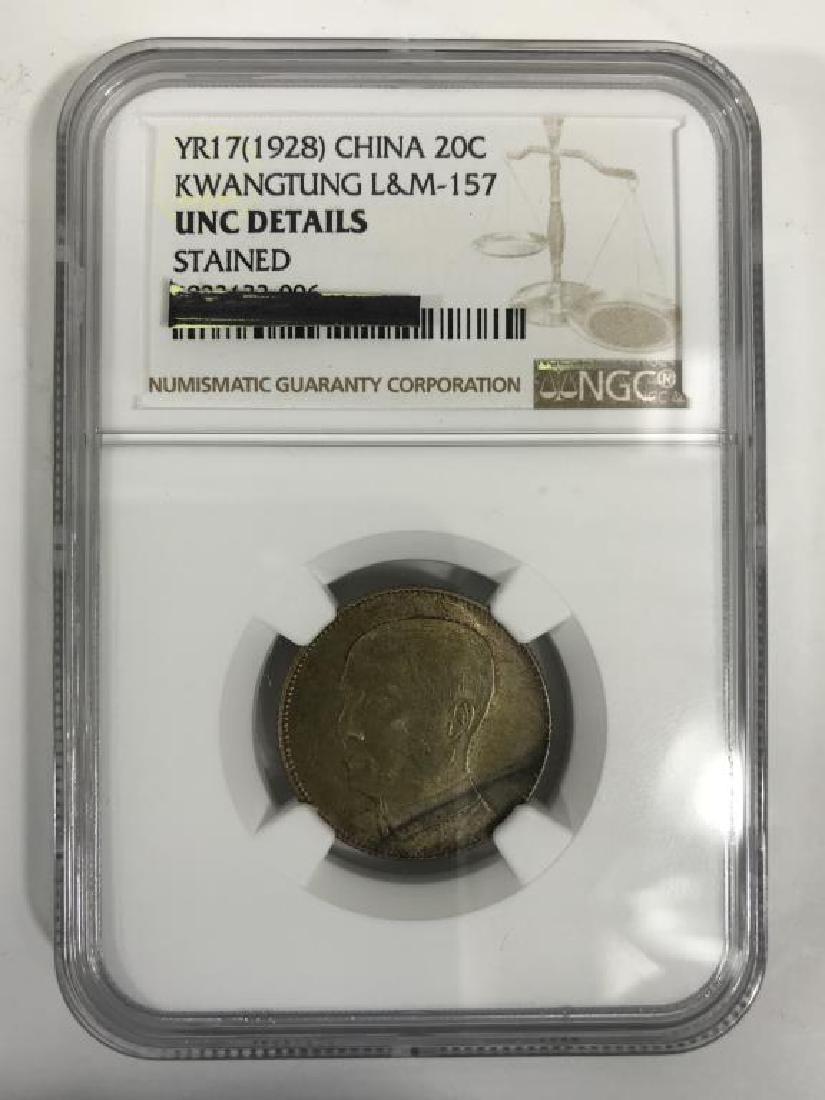 YR17(1928) CHINA 20C
KWANGTUNG L&M-157
UNC DETAILS
STAINED
NUMISMATIC GUARANTY CORPORATION
NGC®